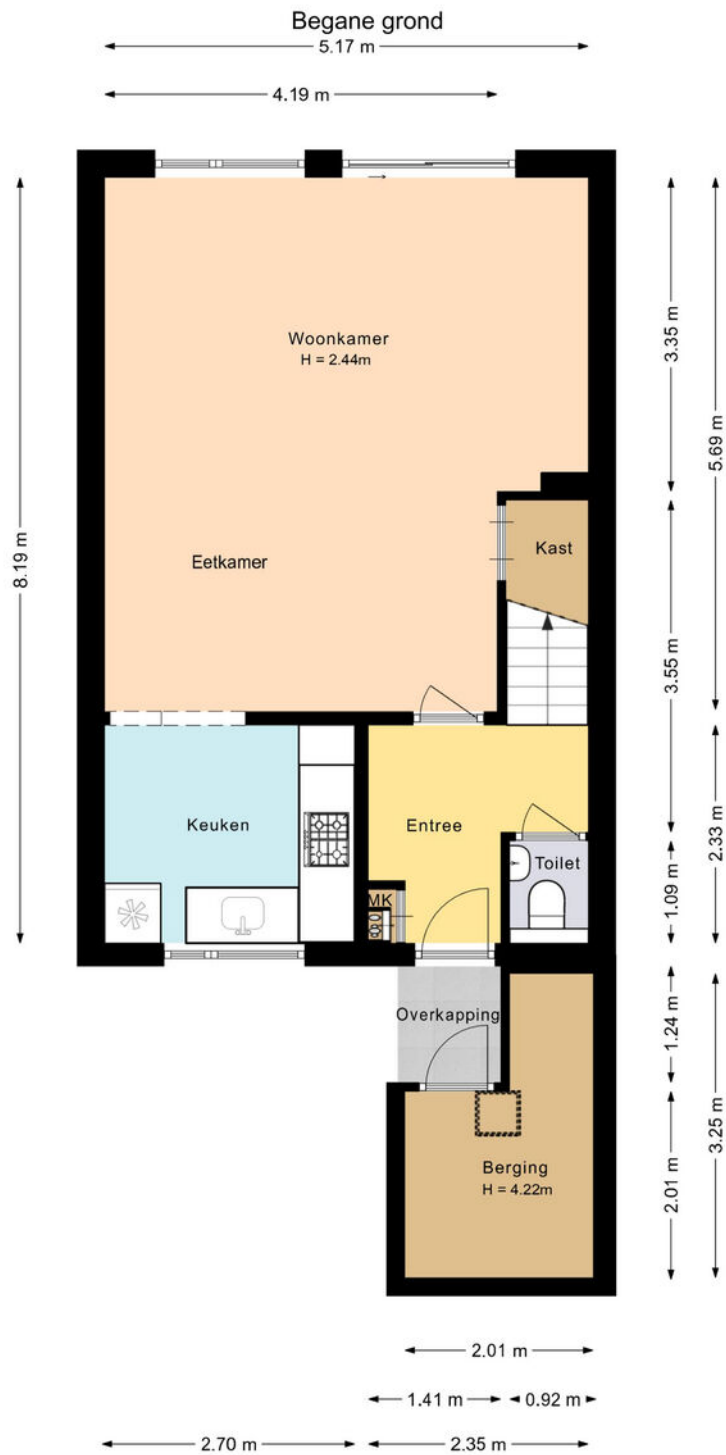 Begane grond
5.17 m
4.19 m
Woonkamer
H = 2.44m
3.35 m
5.69 m
8.19 m
Kast
Eetkamer
3.55 m
Keuken
Entree
2.33 m
Toilet
1.09 m
MK
Overkapping
1.24 m
3.25 m
Berging
H = 4.22m
2.01 m
2.01 m
1.41 m
0.92 m
2.70 m
2.35 m